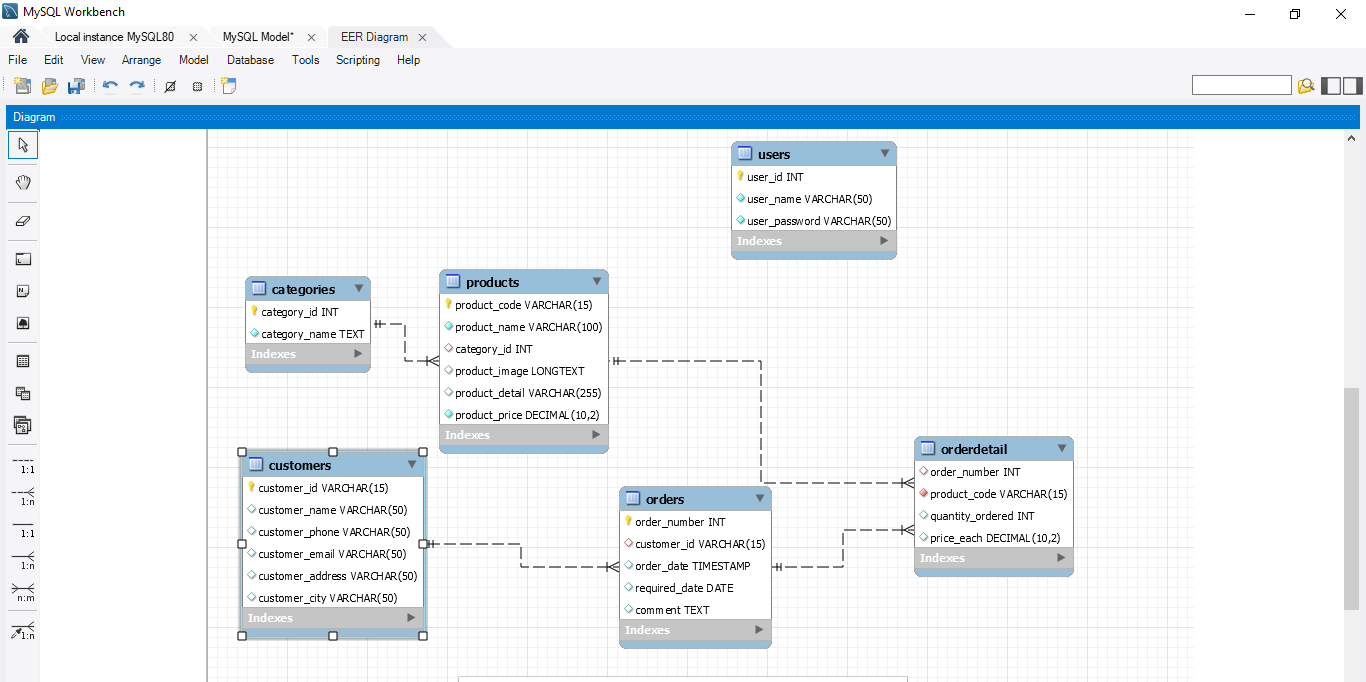 MySQL Workbench
Local instance MySQL80
MySQL Model*
EER Diagram
File Edit View Arrange Model Database Tools Scripting Help
Diagram
users
user_id INT
user_name VARCHAR(50)
user_password VARCHAR(50)
Indexes
categories
category_id INT
category_name TEXT
Indexes
products
product_code VARCHAR(15)
product_name VARCHAR(100)
category_id INT
product_image LONGTEXT
product_detail VARCHAR(255)
product_price DECIMAL(10,2)
Indexes
customers
customer_id VARCHAR(15)
customer_name VARCHAR(50)
customer_phone VARCHAR(50)
customer_email VARCHAR(50)
customer_address VARCHAR(50)
customer_city VARCHAR(50)
Indexes
orders
order_number INT
customer_id VARCHAR(15)
order_date TIMESTAMP
required_date DATE
comment TEXT
Indexes
orderdetail
order_number INT
product_code VARCHAR(15)
quantity_ordered INT
price_each DECIMAL(10,2)
Indexes
1:1
1:n
1:1
1:n
n:m
1:n